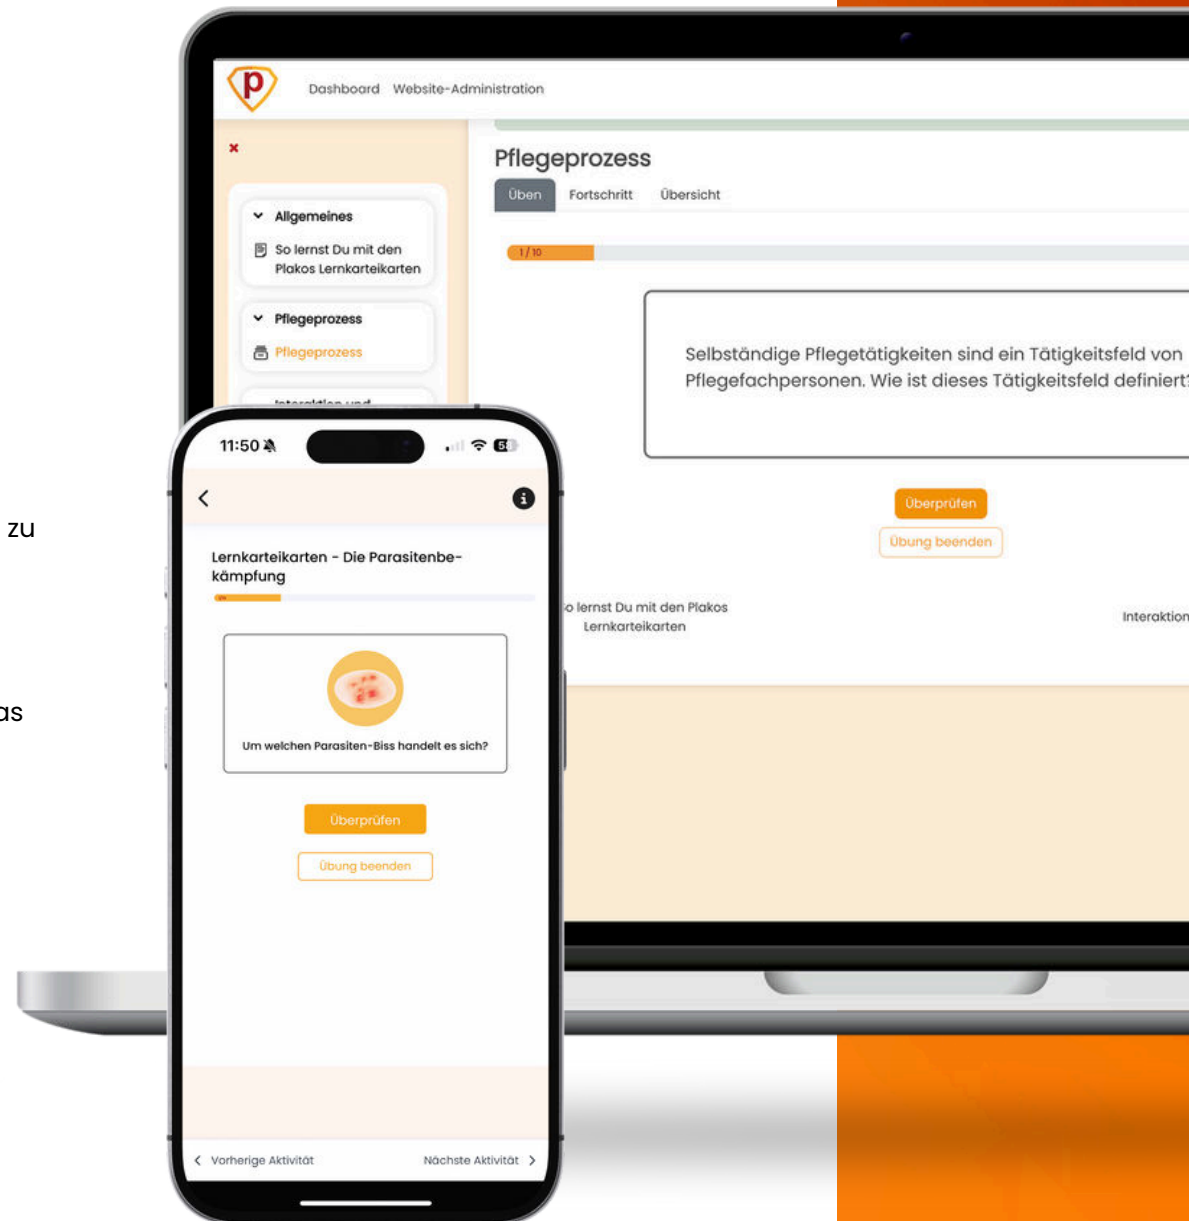 p
Dashboard Website-Administration
Pflegeprozess
Üben Fortschritt Übersicht
1 / 10
Allgemeines
So lernst Du mit den
Plakos Lernkarteikarten
Pflegeprozess
Pflegeprozess
Interaktion und
Selbständige Pflegetätigkeiten sind ein Tätigkeitsfeld von
Pflegefachpersonen. Wie ist dieses Tätigkeitsfeld definiert?
Überprüfen
Übung beenden
o lernst Du mit den Plakos
Lernkarteikarten
Interaktion
zu
as
11:50
58
Lernkarteikarten - Die Parasitenbe-
kämpfung
Um welchen Parasiten-Biss handelt es sich?
Überprüfen
Übung beenden
Vorherige Aktivität Nächste Aktivität